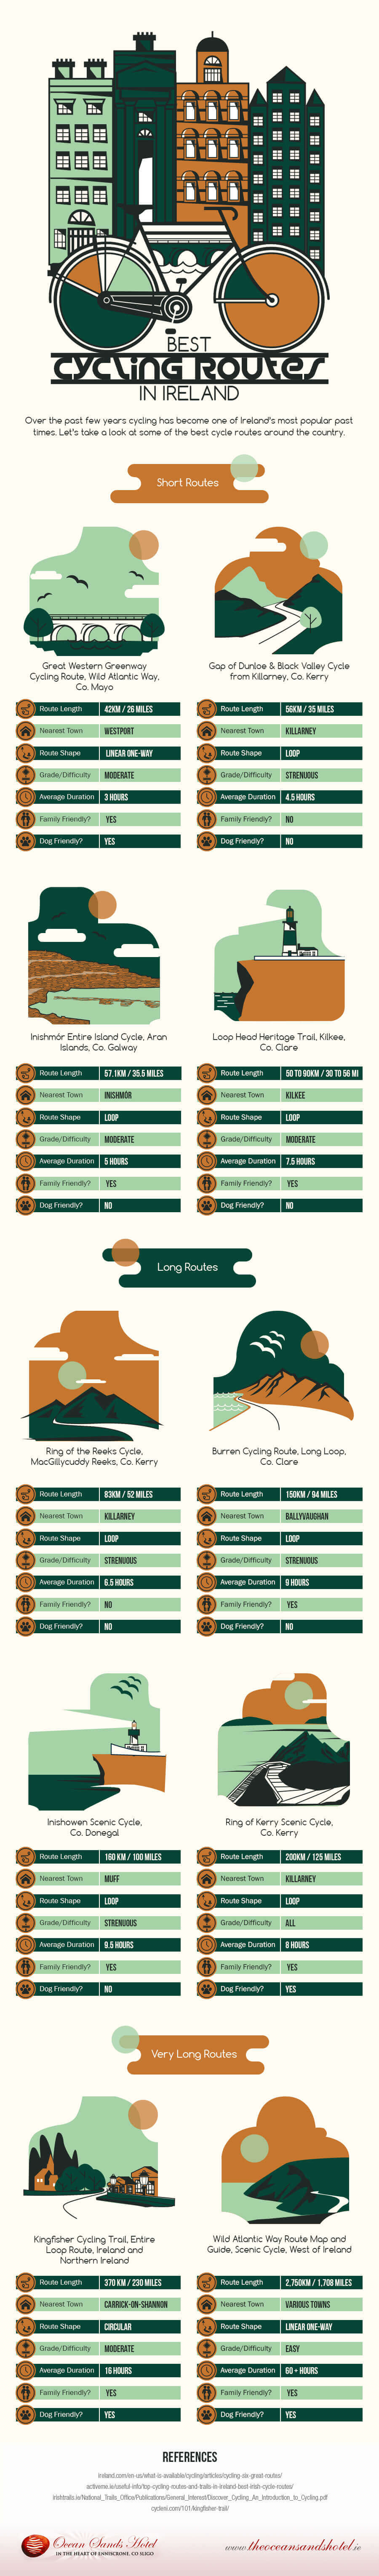 BEST
CYCLING ROUTES
IN IRELAND
Over the past few years cycling has become one of Ireland's most popular past
times. Let's take a look at some of the best cycle routes around the country.
Short Routes
Great Western Greenway
Cycling Route, Wild Atlantic Way,
Co. Mayo
Route Length 42KM / 26 MILES
Nearest Town WESTPORT
Route Shape LINEAR ONE-WAY
Grade/Difficulty MODERATE
Average Duration 3 HOURS
Family Friendly? YES
Dog Friendly? YES
Gap of Dunloe & Black Valley Cycle
from Killarney, Co. Kerry
Route Length 56KM / 35 MILES
Nearest Town KILLARNEY
Route Shape LOOP
Grade/Difficulty STRENUOUS
Average Duration 4.5 HOURS
Family Friendly? NO
Dog Friendly? NO
Inishmór Entire Island Cycle, Aran
Islands, Co. Galway
Route Length 57.1KM / 35.5 MILES
Nearest Town INISHMÓR
Route Shape LOOP
Grade/Difficulty MODERATE
Average Duration 5 HOURS
Family Friendly? YES
Dog Friendly? NO
Loop Head Heritage Trail, Kilkee,
Co. Clare
Route Length 50 TO 90KM / 30 TO 56 MI
Nearest Town KILKEE
Route Shape LOOP
Grade/Difficulty MODERATE
Average Duration 7.5 HOURS
Family Friendly? YES
Dog Friendly? NO
Long Routes
Ring of the Reeks Cycle,
MacGillycuddy Reeks, Co. Kerry
Route Length 83KM / 52 MILES
Nearest Town KILLARNEY
Route Shape LOOP
Grade/Difficulty STRENUOUS
Average Duration 6.5 HOURS
Family Friendly? NO
Dog Friendly? NO
Burren Cycling Route, Long Loop,
Co. Clare
Route Length 150KM / 94 MILES
Nearest Town BALLYVAUGHAN
Route Shape LOOP
Grade/Difficulty STRENUOUS
Average Duration 9 HOURS
Family Friendly? YES
Dog Friendly? NO
Inishowen Scenic Cycle,
Co. Donegal
Route Length 160 KM / 100 MILES
Nearest Town MUFF
Route Shape LOOP
Grade/Difficulty STRENUOUS
Average Duration 9.5 HOURS
Family Friendly? YES
Dog Friendly? NO
Ring of Kerry Scenic Cycle,
Co. Kerry
Route Length 200KM / 125 MILES
Nearest Town KILLARNEY
Route Shape LOOP
Grade/Difficulty ALL
Average Duration 8 HOURS
Family Friendly? YES
Dog Friendly? YES
Very Long Routes
Kingfisher Cycling Trail, Entire
Loop Route, Ireland and
Northern Ireland
Route Length 370 KM / 230 MILES
Nearest Town CARRICK-ON-SHANNON
Route Shape CIRCULAR
Grade/Difficulty MODERATE
Average Duration 16 HOURS
Family Friendly? YES
Dog Friendly? YES
Wild Atlantic Way Route Map and
Guide, Scenic Cycle, West of Ireland
Route Length 2,750KM / 1,708 MILES
Nearest Town VARIOUS TOWNS
Route Shape LINEAR ONE-WAY
Grade/Difficulty EASY
Average Duration 60 + HOURS
Family Friendly? YES
Dog Friendly? YES
REFERENCES
ireland.com/en-us/what-is-available/cycling/articles/cycling-six-great-routes/
activeme.ie/useful-info/top-cycling-routes-and-trails-in-ireland-best-irish-cycle-routes/
irishtrails.ie/National_Trails_Office/Publications/General_Interest/Discover_Cycling_An_Introduction_to_Cycling.pdf
cycleni.com/101/kingfisher-trail/
Ocean Sands Hotel
IN THE HEART OF ENNISCRONE, CO SLIGO
www.theoceansandshotel.ie